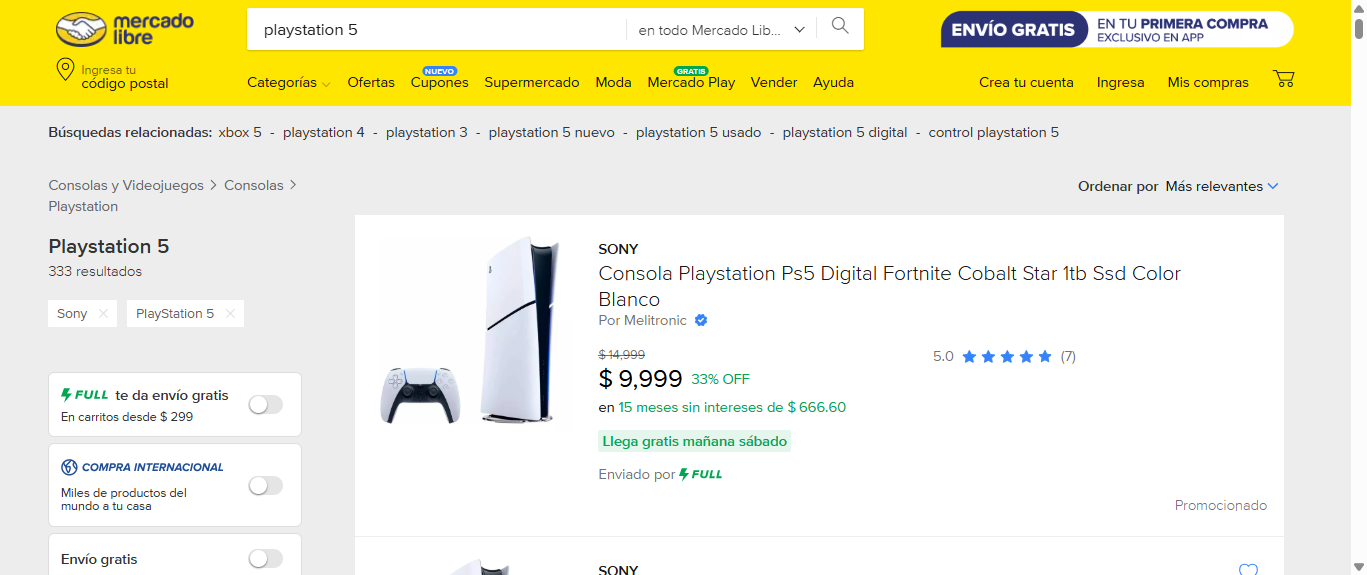 mercado
libre
playstation 5
en todo Mercado Lib...
ENVÍO GRATIS
EN TU PRIMERA COMPRA
EXCLUSIVO EN APP
Ingresa tu
código postal
NUEVO
GRATIS
Categorías Ofertas Cupones Supermercado Moda Mercado Play Vender Ayuda
Crea tu cuenta Ingresa Mis compras
Búsquedas relacionadas: xbox 5 - playstation 4 - playstation 3 - playstation 5 nuevo - playstation 5 usado - playstation 5 digital - control playstation 5
Consolas y Videojuegos > Consolas >
Playstation
Ordenar por Más relevantes
Playstation 5
333 resultados
Sony
PlayStation 5
FULL te da envío gratis
En carritos desde $ 299
COMPRA INTERNACIONAL
Miles de productos del
mundo a tu casa
Envío gratis
SONY
Consola Playstation Ps5 Digital Fortnite Cobalt Star 1tb Ssd Color
Blanco
Por Melitronic
$ 14,999
$ 9,999 33% OFF
5.0 (7)
en 15 meses sin intereses de $ 666.60
Llega gratis mañana sábado
Enviado por FULL
Promocionado
SONY